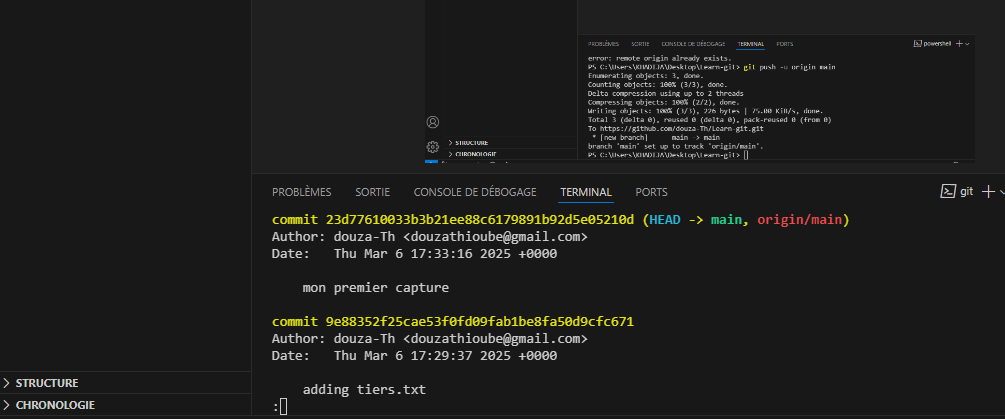 PROBLÈMES SORTIE CONSOLE DE DÉBOGAGE TERMINAL PORTS powershell
error: remote origin already exists.
PS C:\Users\KHADIJA\Desktop\Learn-git> git push -u origin main
Enumerating objects: 3, done.
Counting objects: 100% (3/3), done.
Delta compression using up to 2 threads
Compressing objects: 100% (2/2), done.
Writing objects: 100% (3/3), 226 bytes | 75.00 KiB/s, done.
Total 3 (delta 0), reused 0 (delta 0), pack-reused 0 (from 0)
To https://github.com/douza-Th/Learn-git.git
* [new branch] main -> main
branch 'main' set up to track 'origin/main'.
PS C:\Users\KHADIJA\Desktop\Learn-git>
STRUCTURE
CHRONOLOGIE
PROBLÈMES SORTIE CONSOLE DE DÉBOGAGE TERMINAL PORTS git
commit 23d77610033b3b21ee88c6179891b92d5e05210d (HEAD -> main, origin/main)
Author: douza-Th <douzathioube@gmail.com>
Date: Thu Mar 6 17:33:16 2025 +0000
mon premier capture
commit 9e88352f25cae53f0fd09fab1be8fa50d9cfc671
Author: douza-Th <douzathioube@gmail.com>
Date: Thu Mar 6 17:29:37 2025 +0000
adding tiers.txt
:
STRUCTURE
CHRONOLOGIE